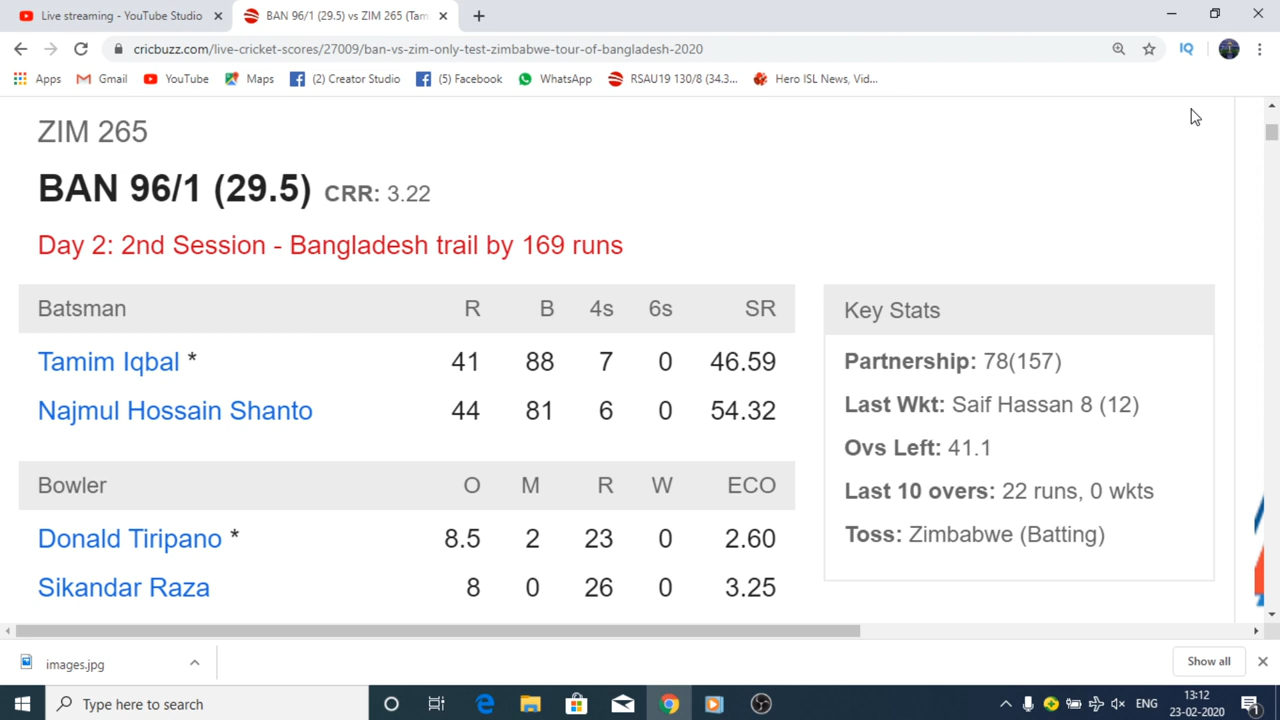 Live streaming - YouTube Studio
BAN 96/1 (29.5) vs ZIM 265 (Tam
cricbuzz.com/live-cricket-scores/27009/ban-vs-zim-only-test-zimbabwe-tour-of-bangladesh-2020
IQ
Apps Gmail YouTube Maps (2) Creator Studio (5) Facebook WhatsApp RSAU19 130/8 (34.3... Hero ISL News, Vid...
ZIM 265
BAN 96/1 (29.5) CRR: 3.22
Day 2: 2nd Session - Bangladesh trail by 169 runs
Batsman R B 4s 6s SR
Tamim Iqbal * 41 88 7 0 46.59
Najmul Hossain Shanto 44 81 6 0 54.32
Bowler O M R W ECO
Donald Tiripano * 8.5 2 23 0 2.60
Sikandar Raza 8 0 26 0 3.25
Key Stats
Partnership: 78(157)
Last Wkt: Saif Hassan 8 (12)
Ovs Left: 41.1
Last 10 overs: 22 runs, 0 wkts
Toss: Zimbabwe (Batting)
images.jpg
Show all
Type here to search
ENG
13:12
23-02-2020
1